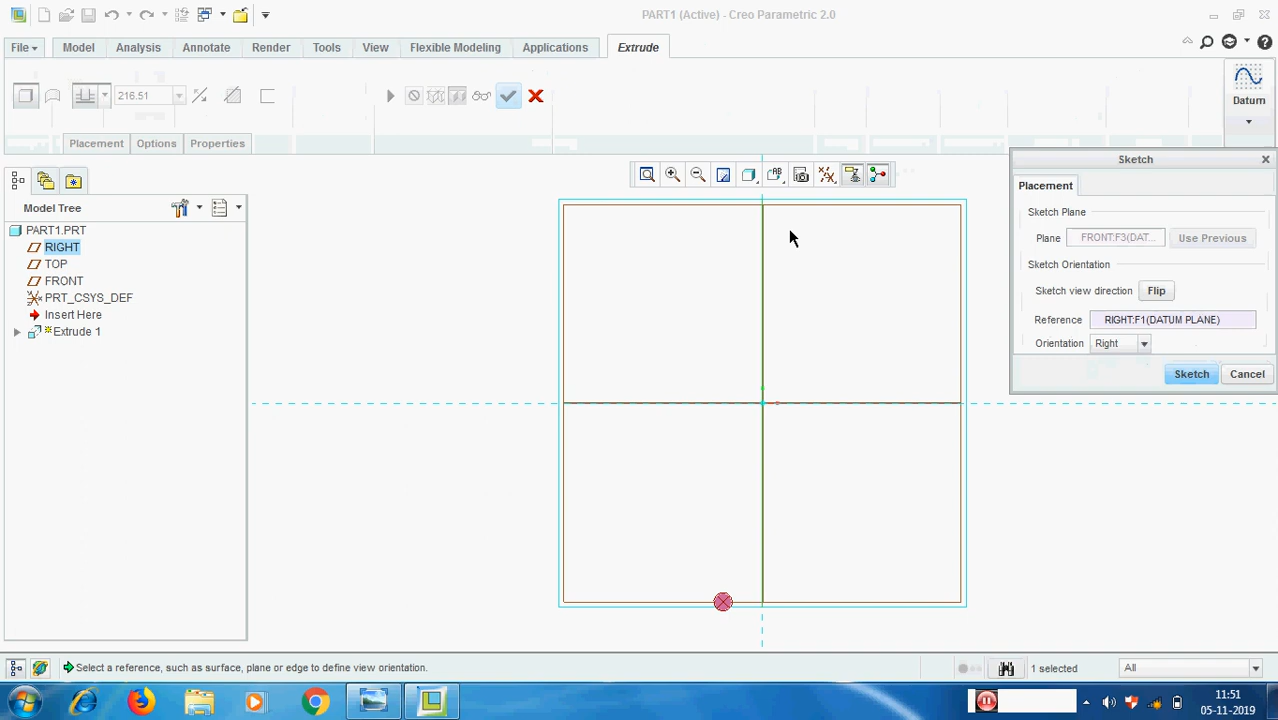 PART1 (Active) - Creo Parametric 2.0
File Model Analysis Annotate Render Tools View Flexible Modeling Applications Extrude
216.51
Datum
Placement Options Properties
Sketch
Placement
Sketch Plane
Plane FRONT:F3(DAT... Use Previous
Sketch Orientation
Sketch view direction Flip
Reference RIGHT:F1(DATUM PLANE)
Orientation Right
Sketch Cancel
Model Tree
PART1.PRT
RIGHT
TOP
FRONT
PRT_CSYS_DEF
Insert Here
Extrude 1
Select a reference, such as surface, plane or edge to define view orientation.
1 selected
All
11:51
05-11-2019